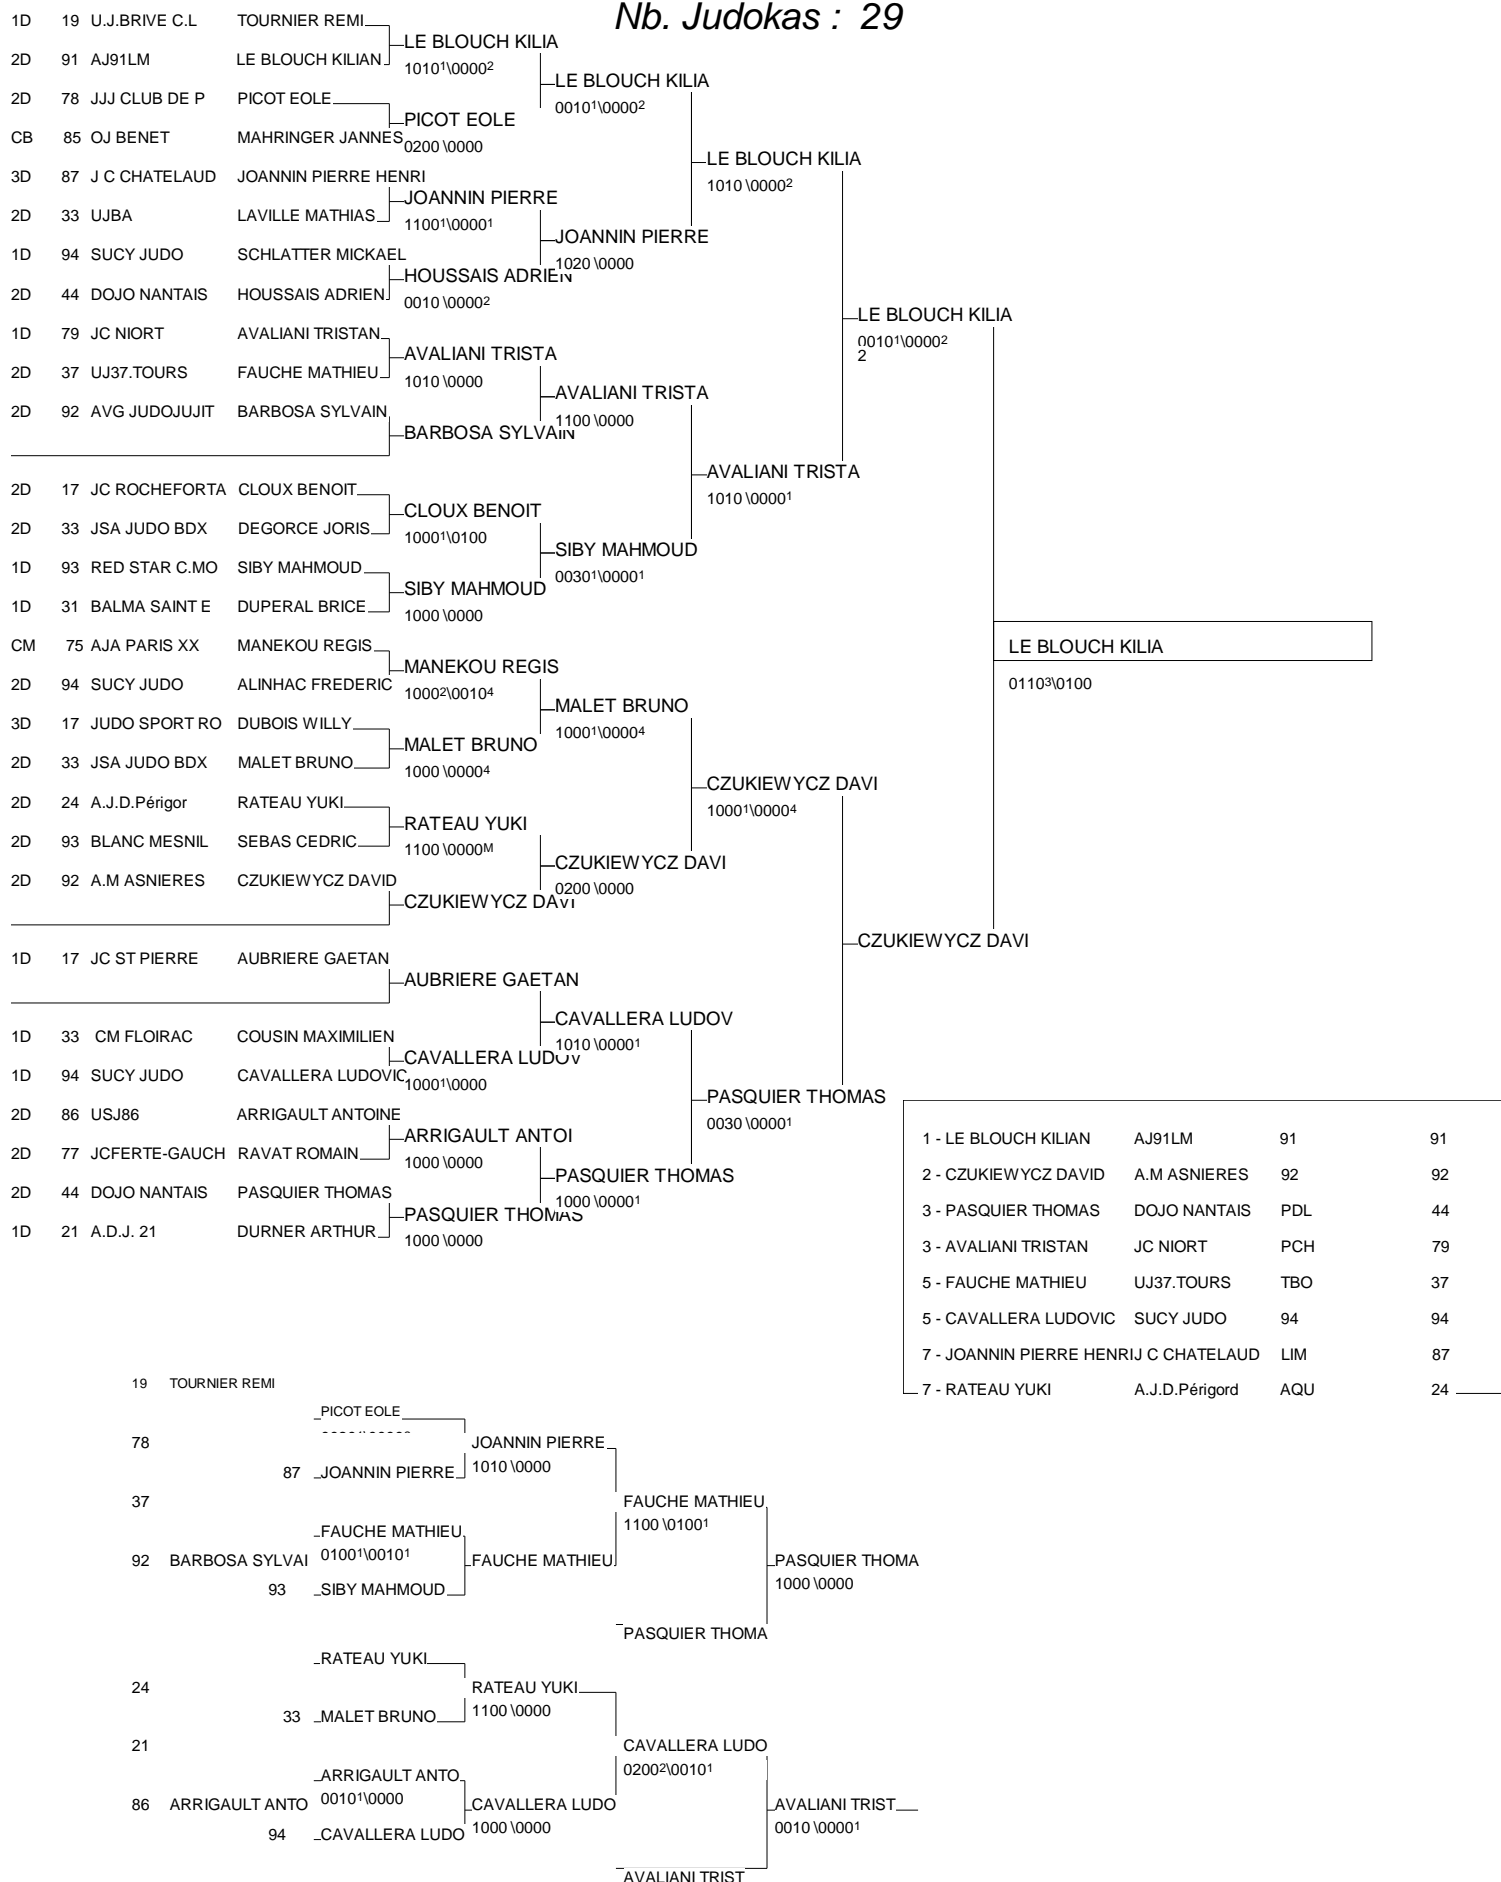 Nb. Judokas : 29
1D 19 U.J.BRIVE C.L TOURNIER REMI
LE BLOUCH KILIA
2D 91 AJ91LM LE BLOUCH KILIAN
1010¹\0000²
LE BLOUCH KILIA
2D 78 JJJ CLUB DE P PICOT EOLE
0010¹\0000²
PICOT EOLE
CB 85 OJ BENET MAHRINGER JANNES
0200 \0000
LE BLOUCH KILIA
3D 87 J C CHATELAUD JOANNIN PIERRE HENRI
1010 \0000²
JOANNIN PIERRE
2D 33 UJBA LAVILLE MATHIAS
1100¹\0000¹
JOANNIN PIERRE
1D 94 SUCY JUDO SCHLATTER MICKAEL
1020 \0000
HOUSSAIS ADRIEN
2D 44 DOJO NANTAIS HOUSSAIS ADRIEN
0010 \0000²
LE BLOUCH KILIA
1D 79 JC NIORT AVALIANI TRISTAN
0010¹\0000²
2
AVALIANI TRISTA
2D 37 UJ37.TOURS FAUCHE MATHIEU
1010 \0000
AVALIANI TRISTA
2D 92 AVG JUDOJUJIT BARBOSA SYLVAIN
1100 \0000
BARBOSA SYLVAIN
AVALIANI TRISTA
2D 17 JC ROCHEFORTA CLOUX BENOIT
1010 \0000¹
CLOUX BENOIT
2D 33 JSA JUDO BDX DEGORCE JORIS
1000¹\0100
SIBY MAHMOUD
1D 93 RED STAR C.MO SIBY MAHMOUD
0030¹\0000¹
SIBY MAHMOUD
1D 31 BALMA SAINT E DUPERAL BRICE
1000 \0000
CM 75 AJA PARIS XX MANEKOU REGIS
LE BLOUCH KILIA
MANEKOU REGIS
2D 94 SUCY JUDO ALINHAC FREDERIC
0110³\0100
1000²\0010⁴
MALET BRUNO
3D 17 JUDO SPORT RO DUBOIS WILLY
1000¹\0000⁴
MALET BRUNO
2D 33 JSA JUDO BDX MALET BRUNO
1000 \0000⁴
CZUKIEWYCZ DAVI
2D 24 A.J.D.Périgor RATEAU YUKI
1000¹\0000⁴
RATEAU YUKI
2D 93 BLANC MESNIL SEBAS CEDRIC
1100 \0000ᴹ
CZUKIEWYCZ DAVI
2D 92 A.M ASNIERES CZUKIEWYCZ DAVID
0200 \0000
CZUKIEWYCZ DAVI
CZUKIEWYCZ DAVI
1D 17 JC ST PIERRE AUBRIERE GAETAN
AUBRIERE GAETAN
CAVALLERA LUDOV
1D 33 CM FLOIRAC COUSIN MAXIMILIEN
1010 \0000¹
CAVALLERA LUDOV
1D 94 SUCY JUDO CAVALLERA LUDOVIC
1000¹\0000
PASQUIER THOMAS
2D 86 USJ86 ARRIGAULT ANTOINE
0030 \0000¹
ARRIGAULT ANTOI
2D 77 JCFERTE-GAUCH RAVAT ROMAIN
1000 \0000
PASQUIER THOMAS
2D 44 DOJO NANTAIS PASQUIER THOMAS
1000 \0000¹
PASQUIER THOMAS
1D 21 A.D.J. 21 DURNER ARTHUR
1000 \0000
1 - LE BLOUCH KILIAN AJ91LM 91 91
2 - CZUKIEWYCZ DAVID A.M ASNIERES 92 92
3 - PASQUIER THOMAS DOJO NANTAIS PDL 44
3 - AVALIANI TRISTAN JC NIORT PCH 79
5 - FAUCHE MATHIEU UJ37.TOURS TBO 37
5 - CAVALLERA LUDOVIC SUCY JUDO 94 94
7 - JOANNIN PIERRE HENRI J C CHATELAUD LIM 87
7 - RATEAU YUKI A.J.D.Périgord AQU 24
19 TOURNIER REMI
PICOT EOLE
78 JOANNIN PIERRE
87 JOANNIN PIERRE 1010 \0000
37 FAUCHE MATHIEU
1100 \0100¹
FAUCHE MATHIEU
0100¹\0010¹
92 BARBOSA SYLVAI FAUCHE MATHIEU PASQUIER THOMA
93 SIBY MAHMOUD 1000 \0000
PASQUIER THOMA
RATEAU YUKI
24 RATEAU YUKI
33 MALET BRUNO 1100 \0000
21 CAVALLERA LUDO
0200²\0010¹
ARRIGAULT ANTO
0010¹\0000
86 ARRIGAULT ANTO CAVALLERA LUDO AVALIANI TRIST
94 CAVALLERA LUDO 1000 \0000 0010 \0000¹
AVALIANI TRIST